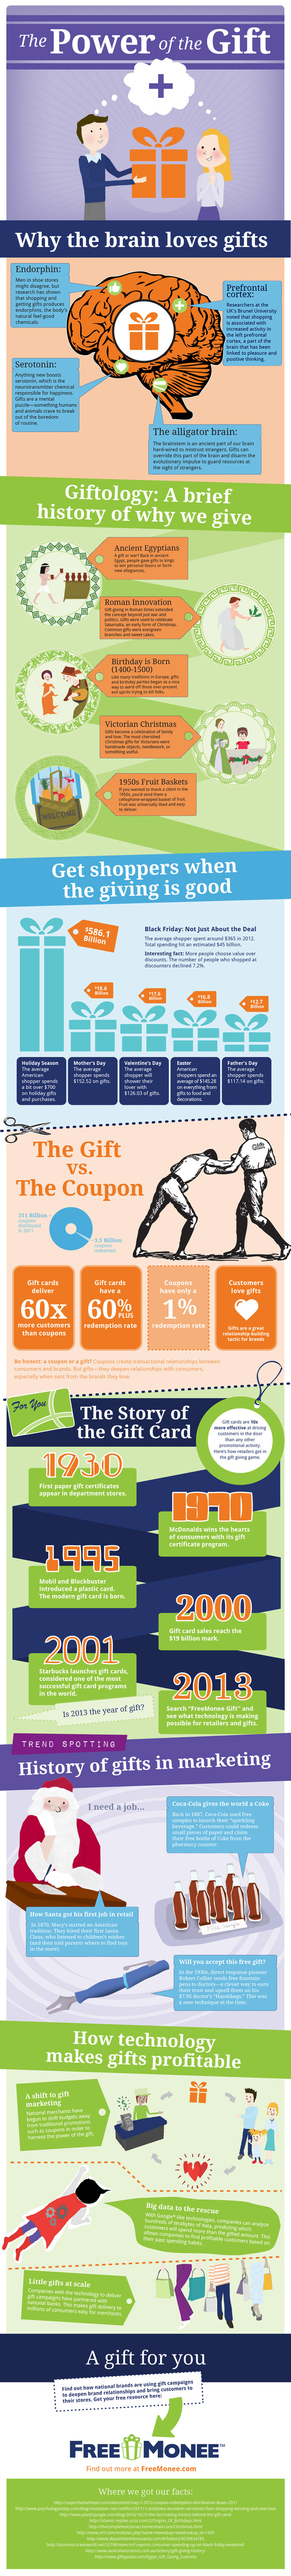 The Power of the Gift
Why the brain loves gifts
Endorphin:
Men in shoe stores
might disagree, but
research has shown
that shopping and
getting gifts produces
endorphins, the body's
natural feel-good
chemicals.
Prefrontal
cortex:
Researchers at the
UK's Brunel University
noted that shopping
is associated with
increased activity in
the left prefrontal
cortex, a part of the
brain that has been
linked to pleasure and
positive thinking.
Serotonin:
Anything new boosts
serotonin, which is the
neurotransmitter chemical
responsible for happiness.
Gifts are a mental
puzzle—something humans
and animals crave to break
out of the boredom
of routine.
The alligator brain:
The brainstem is an ancient part of our brain
hard-wired to mistrust strangers. Gifts can
override this part of the brain and disarm the
evolutionary impulse to guard resources at
the sight of strangers.
Giftology: A brief
history of why we give
Ancient Egyptians
A gift or war? Back in ancient
Egypt, people gave gifts to kings
to win personal favors or form
new allegiances.
Roman Innovation
Gift-giving in Roman times extended
the concept beyond just war and
politics. Gifts were used to celebrate
Saturnalia, an early form of Christmas.
Common gifts were evergreen
branches and sweet cakes.
Birthday is Born
(1400-1500)
Like many traditions in Europe, gifts
and birthday parties began as a nice
way to ward off those ever-present
evil spirits trying to kill folks.
Victorian Christmas
Gifts become a celebration of family
and love. The most cherished
Christmas gifts for Victorians were
handmade objects, needlework, or
something useful.
1950s Fruit Baskets
If you wanted to thank a client in the
1950s, you'd send them a
cellophane-wrapped basket of fruit.
Fruit was universally liked and easy
to deliver.
WELCOME
Get shoppers when
the giving is good
$586.1
Billion
Black Friday: Not Just About the Deal
The average shopper spent around $365 in 2012.
Total spending hit an estimated $45 billion.
Interesting fact: More people choose value over
discounts. The number of people who shopped at
discounters declined 7.2%.
$18.6
Billion
$17.6
Billion
$16.8
Billion
$12.7
Billion
Holiday Season
The average
American
shopper spends
a bit over $700
on holiday gifts
and purchases.
Mother's Day
The average
shopper spends
$152.52 on gifts.
Valentine's Day
The average
shopper will
shower their
lover with
$126.03 of gifts.
Easter
American
shoppers spend an
average of $145.28
on everything from
gifts to food and
decorations.
Father's Day
The average
shopper spends
$117.14 on gifts.
The Gift
vs.
The Coupon
311 Billion
coupons
distributed
in 2011.
3.5 Billion
coupons
redeemed.
Gift cards
deliver
60x
more customers
than coupons
Gift cards
have a
60% PLUS
redemption rate
Coupons
have only a
1%
redemption rate
Customers
love gifts
Gifts are a great
relationship-building
tactic for brands
Be honest: a coupon or a gift? Coupons create transactional relationships between
consumers and brands. But gifts—they deepen relationships with consumers,
especially when sent from the brands they love.
For You
The Story of
the Gift Card
Gift cards are 10x
more effective at driving
customers in the door
than any other
promotional activity.
Here's how retailers got in
the gift giving game.
1930
First paper gift certificates
appear in department stores.
1970
McDonalds wins the hearts
of consumers with its gift
certificate program.
1995
Mobil and Blockbuster
introduced a plastic card.
The modern gift card is born.
2000
Gift card sales reach the
$19 billion mark.
2001
Starbucks launches gift cards,
considered one of the most
successful gift card programs
in the world.
2013
Search "FreeMonee Gift" and
see what technology is making
possible for retailers and gifts.
Is 2013 the year of gift?
TREND SPOTTING
History of gifts in marketing
I need a job...
Coca-Cola gives the world a Coke
Back in 1887, Coca-Cola used free
samples to launch their "sparkling
beverage." Customers could redeem
small pieces of paper and claim
their free bottle of Coke from the
pharmacy counter.
How Santa got his first job in retail
In 1870, Macy's started an American
tradition. They hired their first Santa
Claus, who listened to children's wishes
(and then told parents where to find toys
in the store).
Will you accept this free gift?
In the 1930s, direct response pioneer
Robert Collier sends free fountain
pens to doctors—a clever way to earn
their trust and upsell them on his
$7.95 doctor's "Handibags." This was
a new technique at the time.
How technology
makes gifts profitable
A shift to gift
marketing
National merchants have
begun to shift budgets away
from traditional promotions
such as coupons in order to
harness the power of the gift.
Big data to the rescue
With Google®-like technologies, companies can analyze
hundreds of terabytes of data, predicting which
customers will spend more than the gifted amount. This
allows companies to find profitable customers based on
their past spending habits.
Little gifts at scale
Companies with the technology to deliver
gift campaigns have partnered with
national banks. This makes gift delivery to
millions of consumers easy for merchants.
A gift for you
Find out how national brands are using gift campaigns
to deepen brand relationships and bring customers to
their stores. Get your free resource here:
FREE MONEE™
Find out more at FreeMonee.com
Where we got our facts: